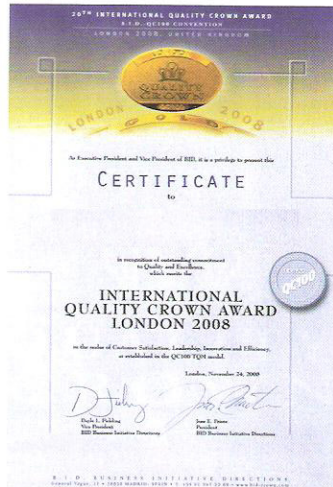 20TH INTERNATIONAL QUALITY CROWN AWARD
B.I.D. QC100 CONVENTION
LONDON 2008, UNITED KINGDOM
QUALITY
CROWN
LONDON 2008
GOLD
As Executive President and Vice President of BID, it is a privilege to present this
CERTIFICATE
to
in recognition of outstanding commitment
to Quality and Excellence,
which merits the
INTERNATIONAL
QUALITY CROWN AWARD
LONDON 2008
QC100
in the realm of Customer Satisfaction, Leadership, Innovation and Efficiency,
as established in the QC100 TQM model.
London, November 24, 2008
Vice President
BID Business Initiative Directions
Jose E. Prieto
President
BID Business Initiative Directions
B.I.D. BUSINESS INITIATIVE DIRECTIONS